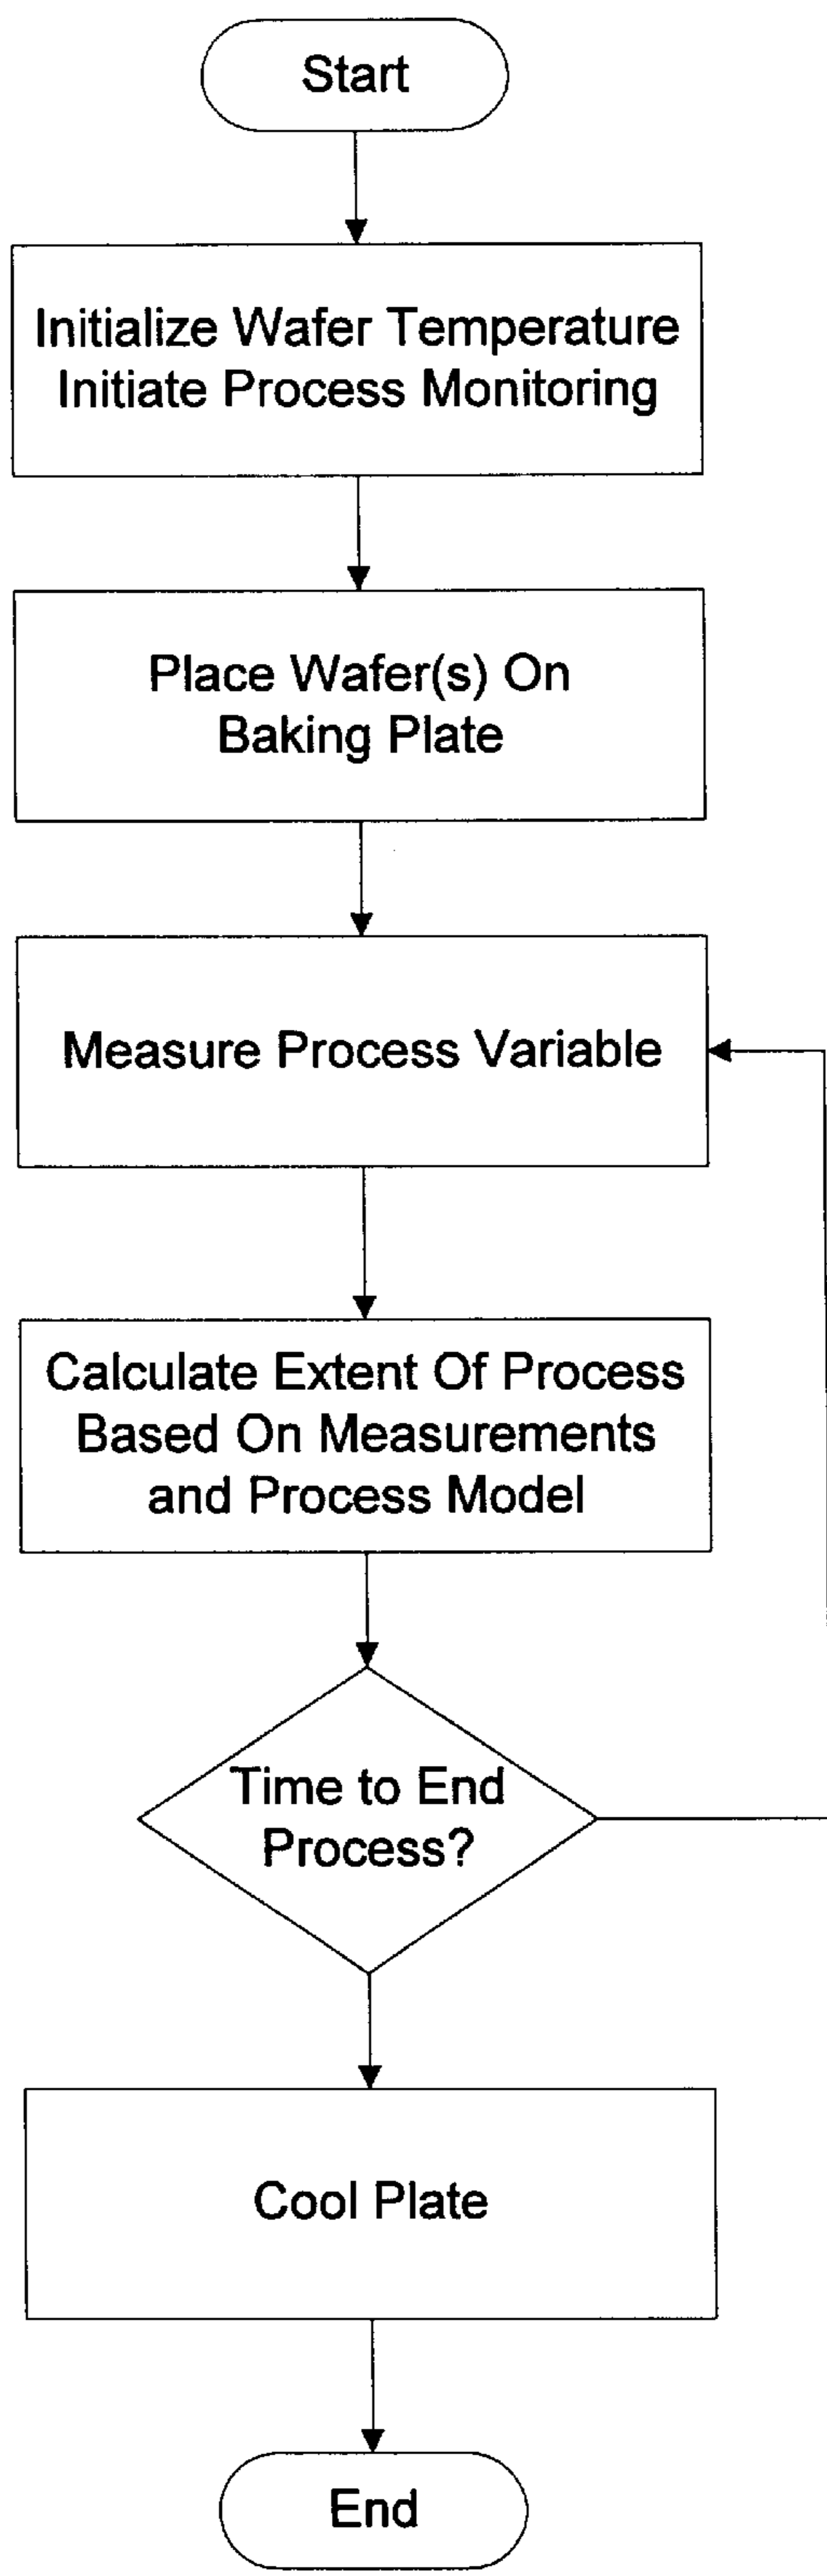 Start
Initialize Wafer Temperature
Initiate Process Monitoring
Place Wafer(s) On
Baking Plate
Measure Process Variable
Calculate Extent Of Process
Based On Measurements
and Process Model
Time to End
Process?
Cool Plate
End